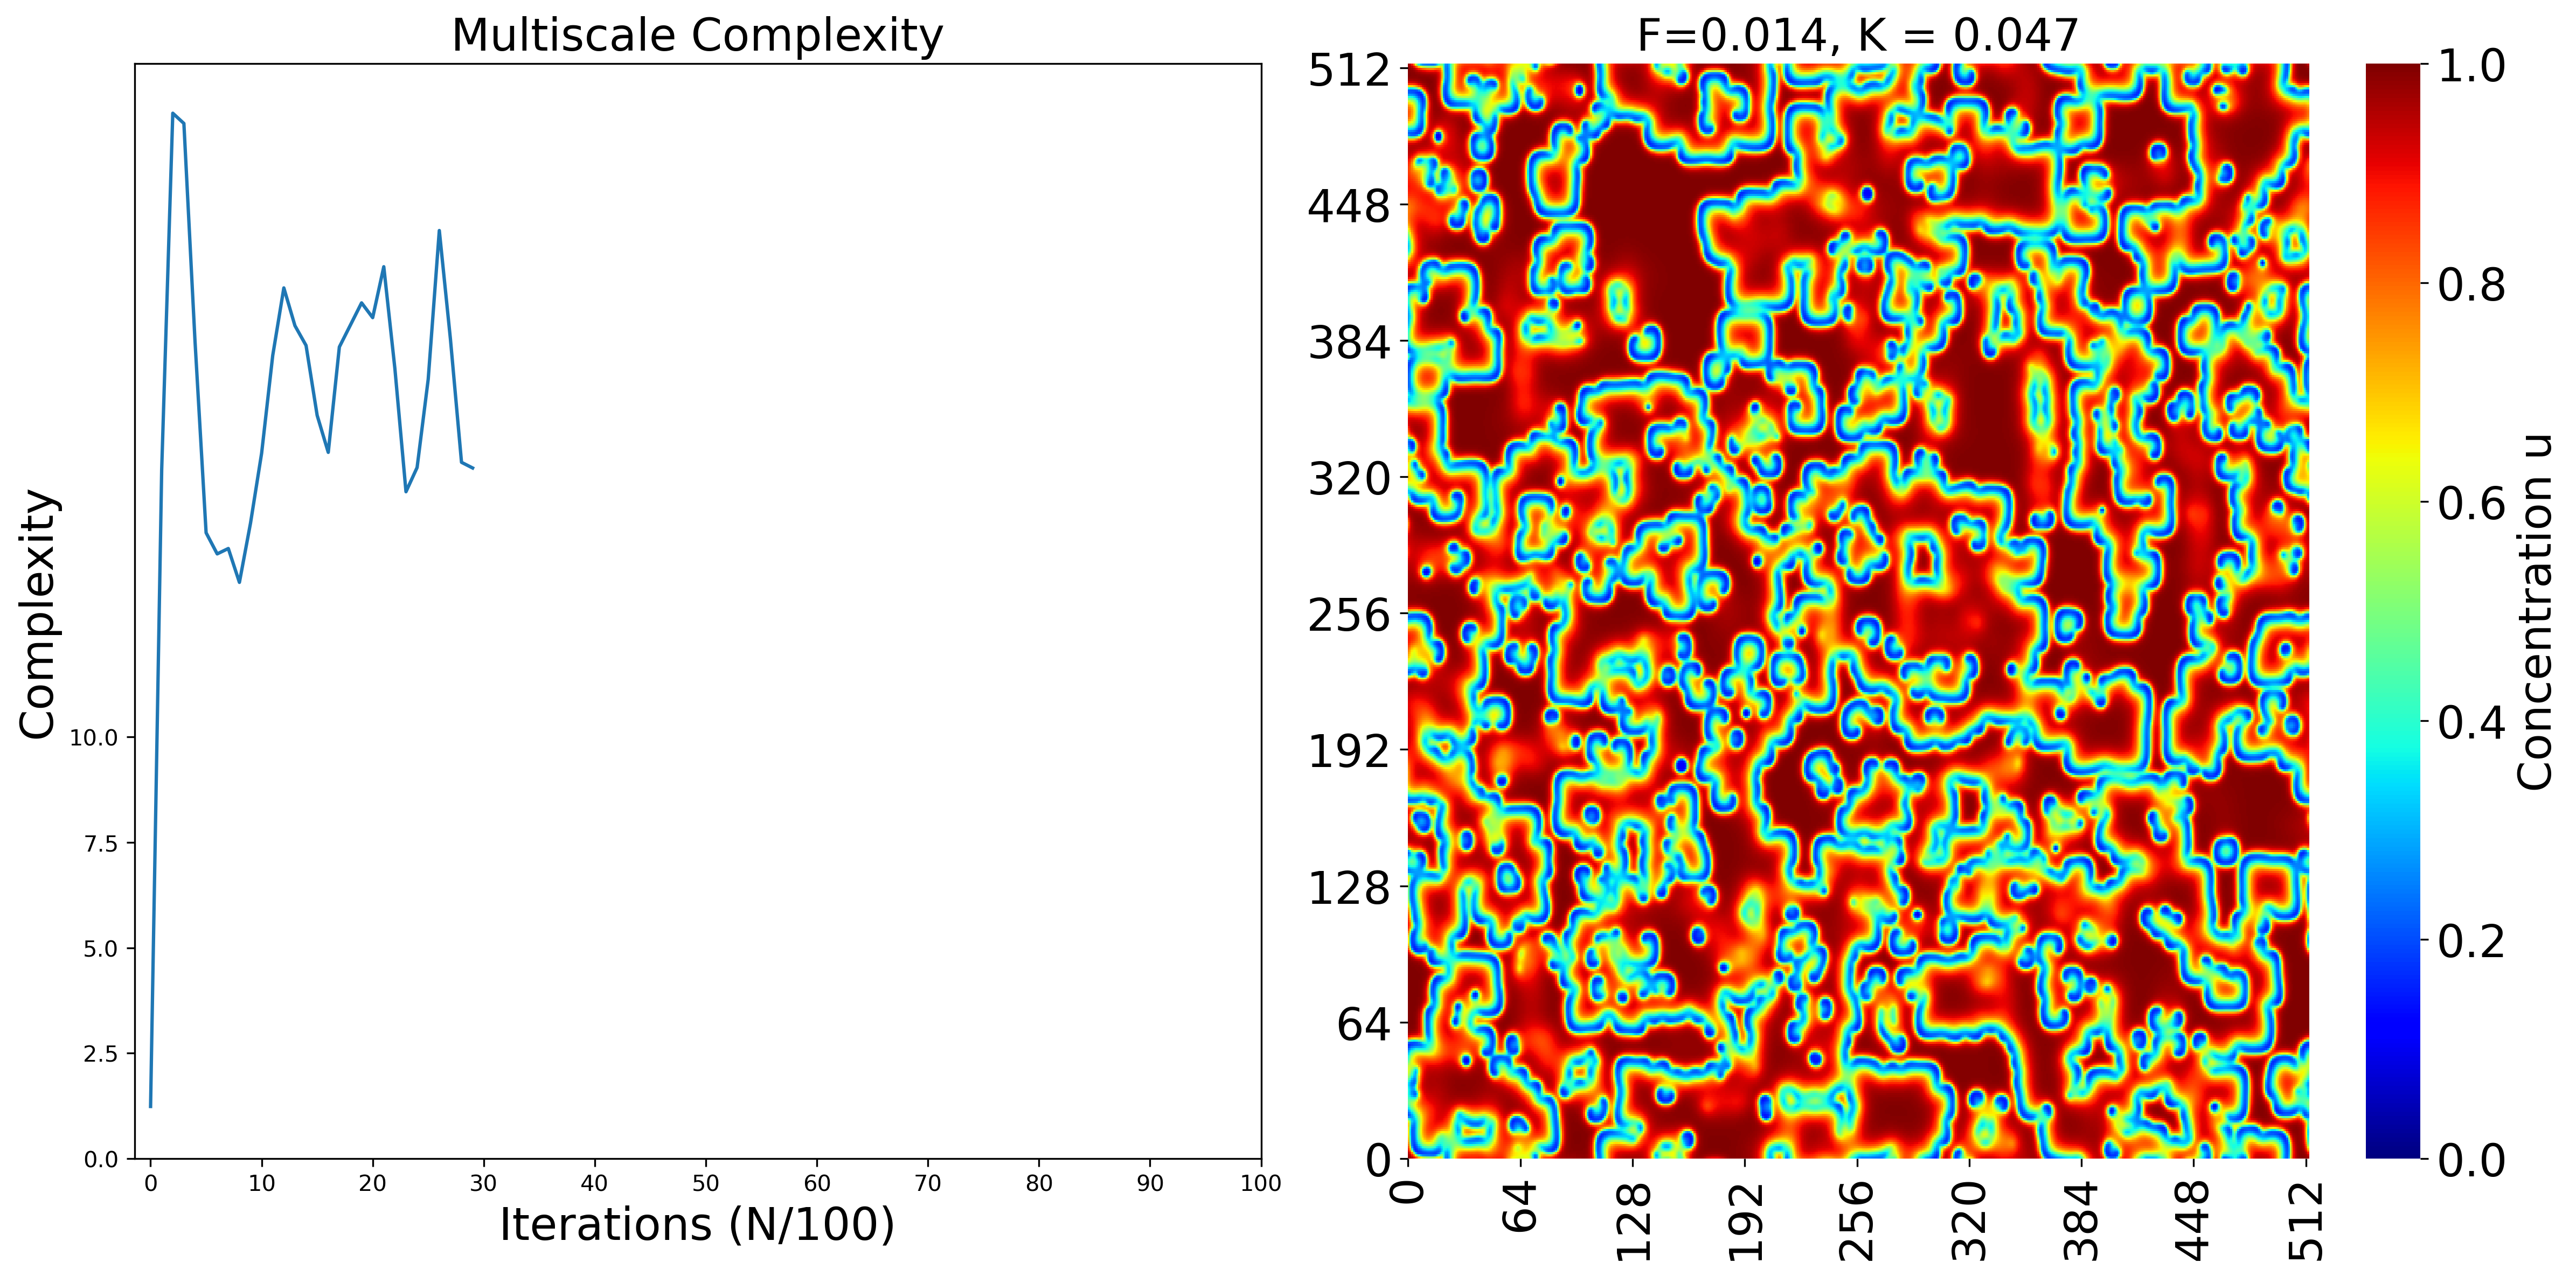 Multiscale Complexity
Complexity
10.0
7.5
5.0
2.5
0.0
0 10 20 30 40 50 60 70 80 90 100
Iterations (N/100)
F=0.014, K = 0.047
512
448
384
320
256
192
128
64
0
0 64 128 192 256 320 384 448 512
1.0
0.8
0.6
0.4
0.2
0.0
Concentration u